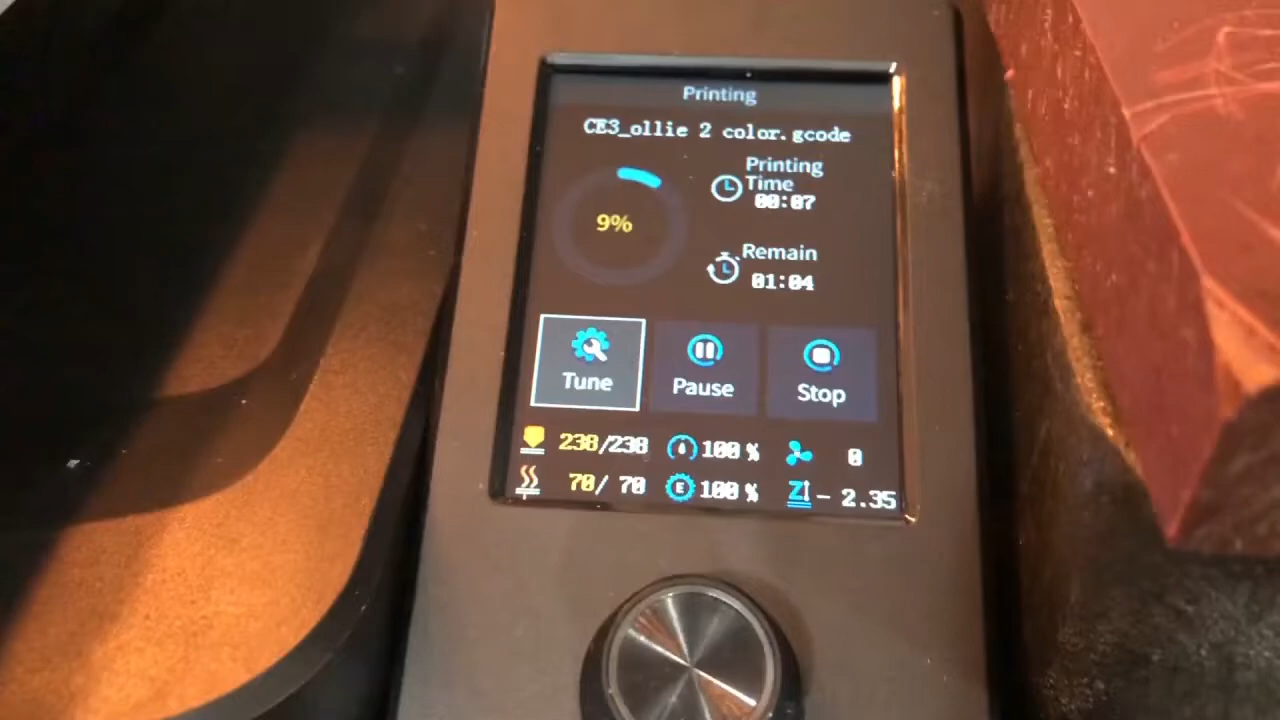 Printing
CE3_ollie 2 color.gcode
Printing
Time
00:07
9%
Remain
01:04
Tune
Pause
Stop
238/238
100 %
0
70/ 70
E
100 %
Z
- 2.35